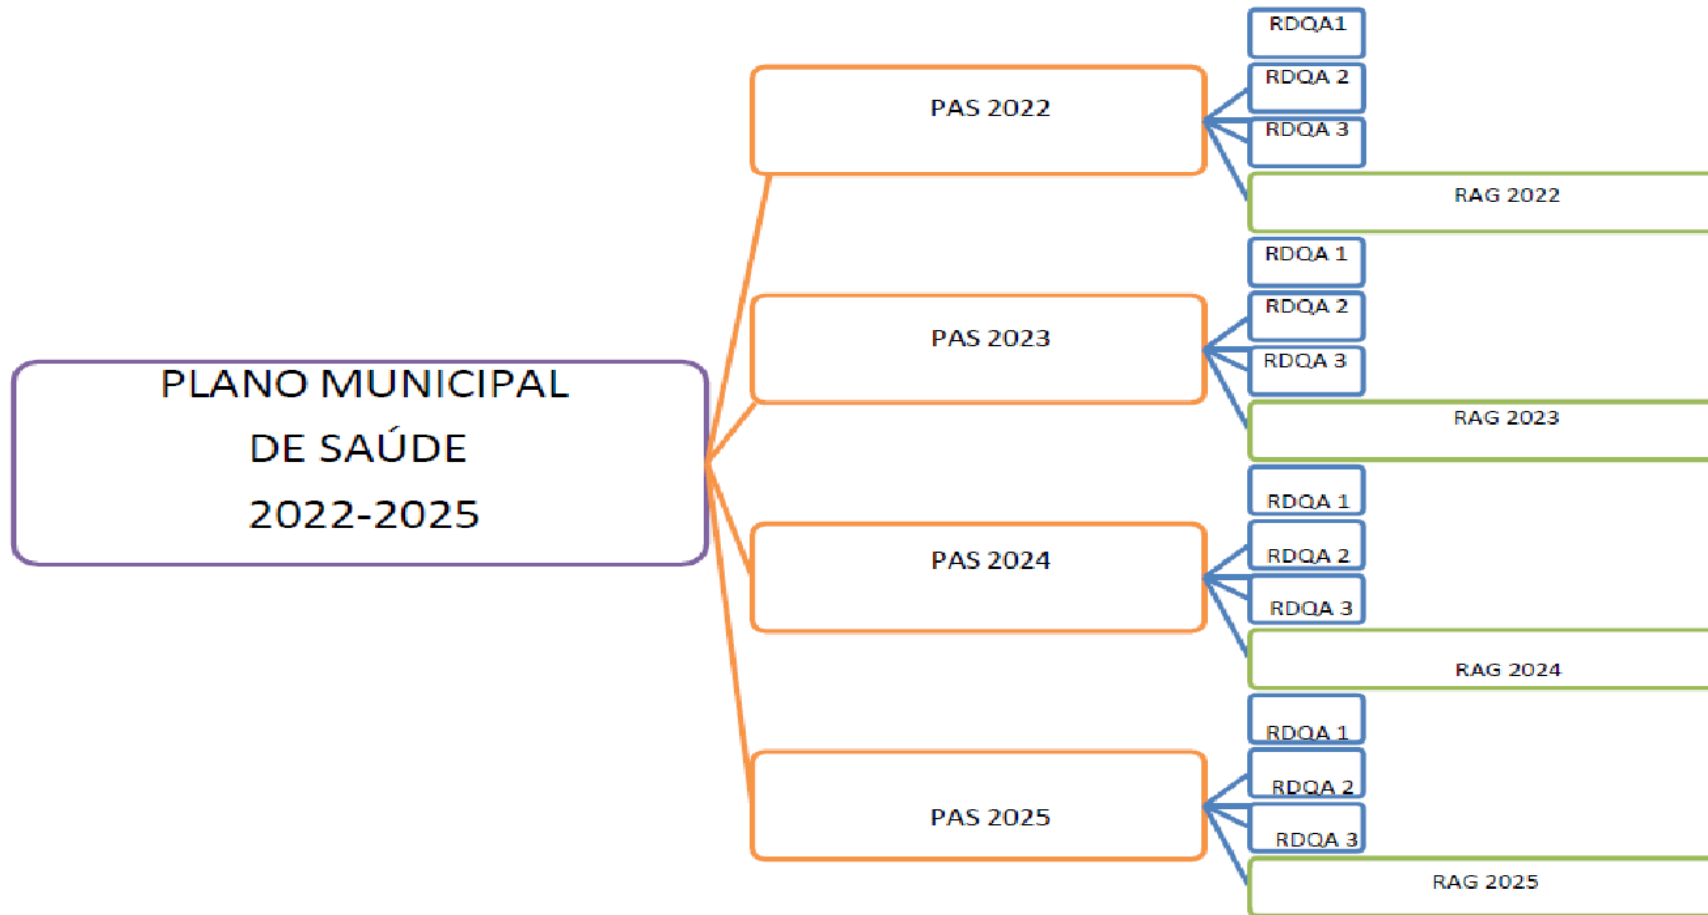 PLANO MUNICIPAL
DE SAÚDE
2022-2025
PAS 2022
RDQA1
RDQA 2
RDQA 3
RAG 2022
PAS 2023
RDQA 1
RDQA 2
RDQA 3
RAG 2023
PAS 2024
RDQA 1
RDQA 2
RDQA 3
RAG 2024
PAS 2025
RDQA 1
RDQA 2
RDQA 3
RAG 2025